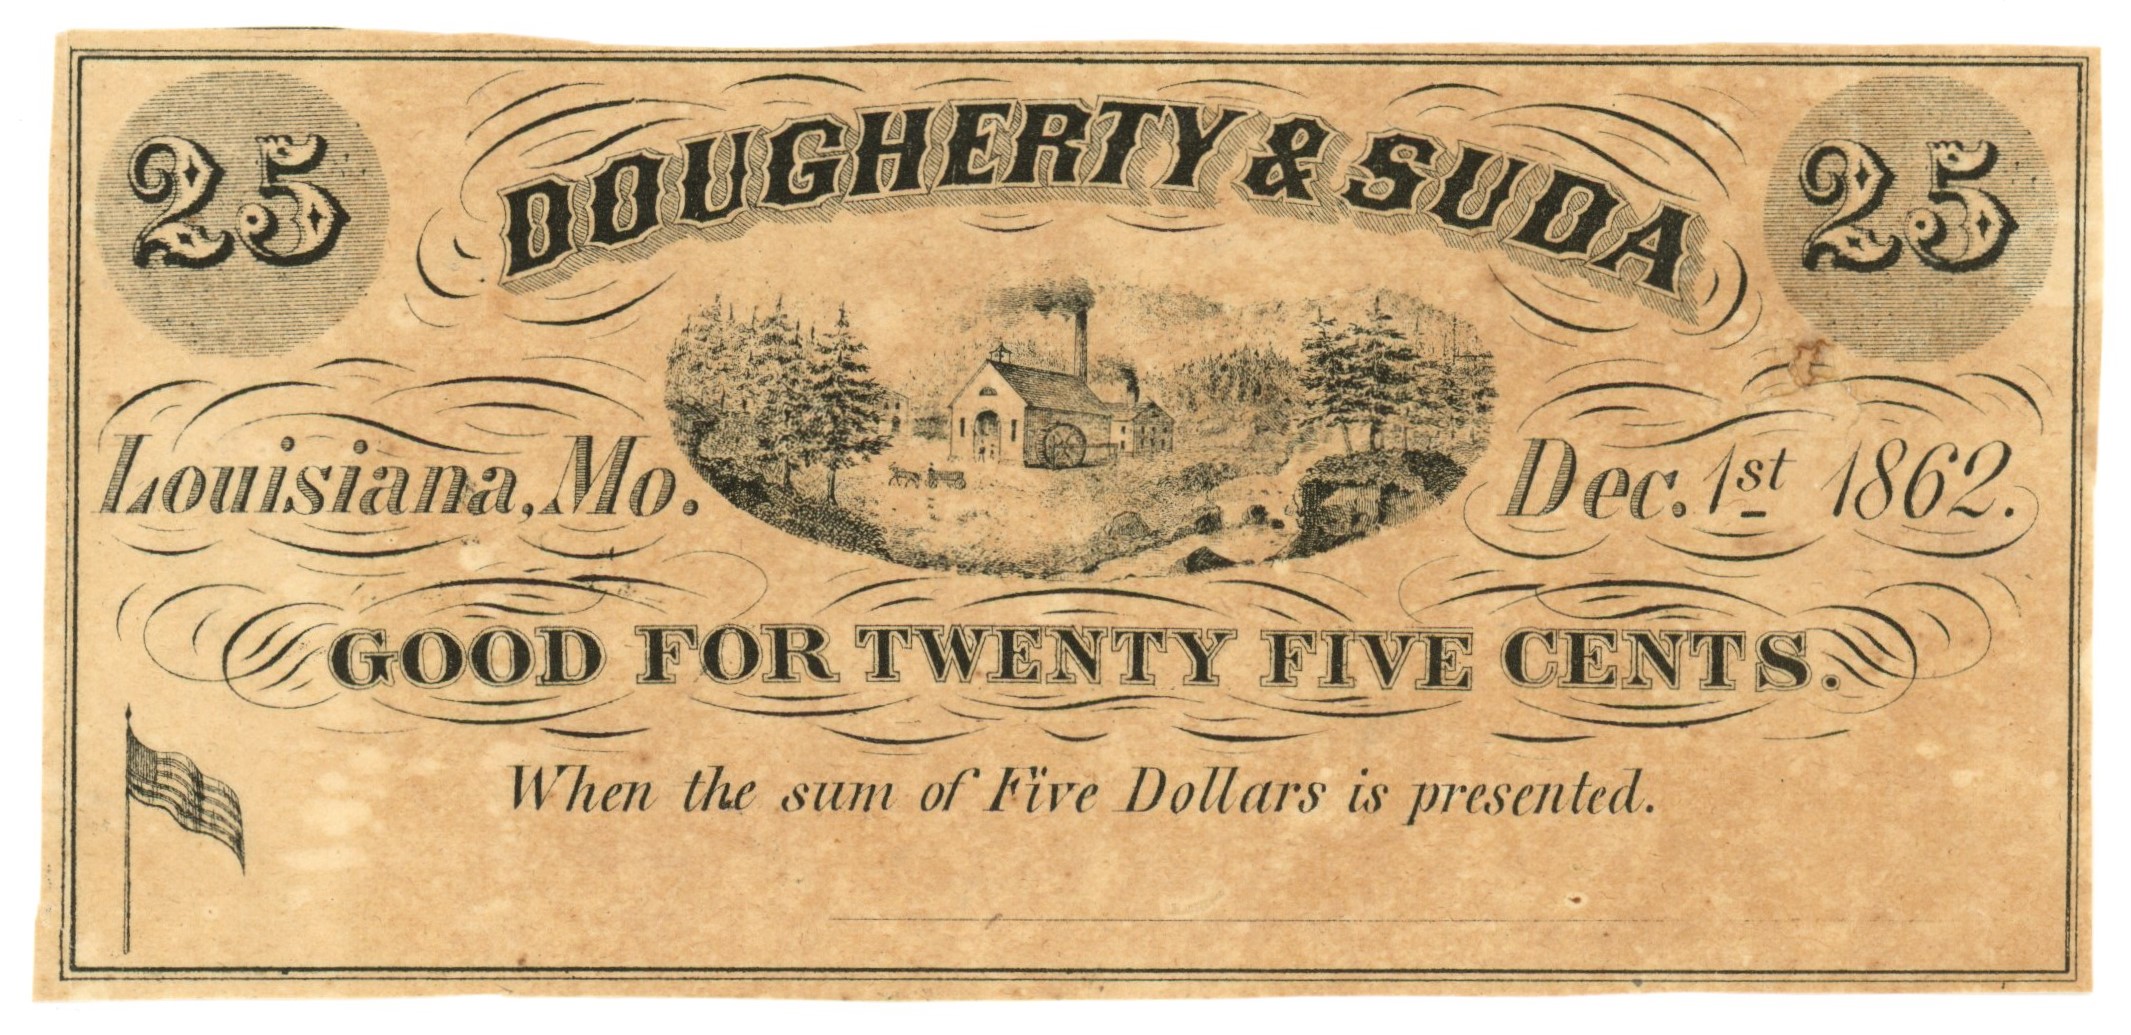 25 DOUGHERTY & SUDA 25
Louisiana, Mo. Dec. 1st 1862.
GOOD FOR TWENTY FIVE CENTS.
When the sum of Five Dollars is presented.